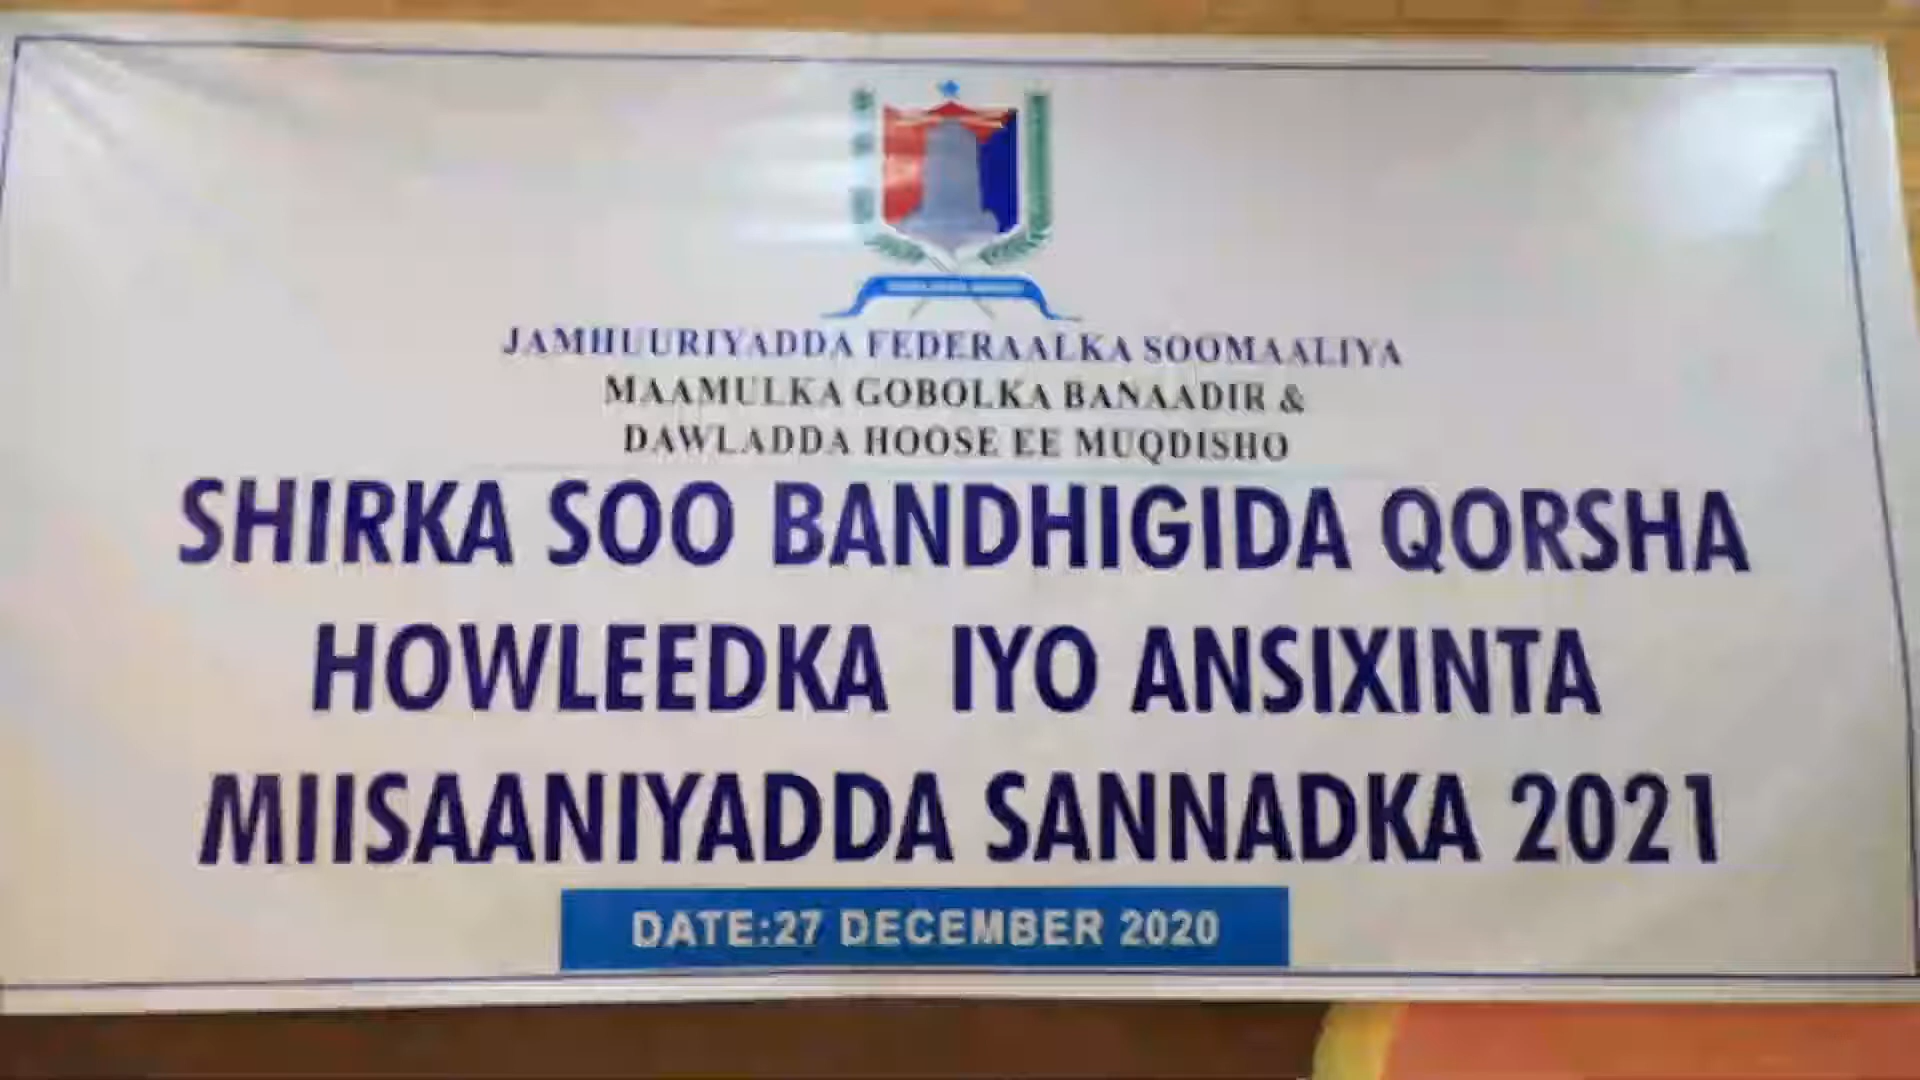 JAMHUURIYADDA FEDERAALKA SOOMAALIYA
MAAMULKA GOBOLKA BANAADIR &
DAWLADDA HOOSE EE MUQDISHO
SHIRKA SOO BANDHIGIDA QORSHA
HOWLEEDKA IYO ANSIXINTA
MIISAANIYADDA SANNADKA 2021
DATE:27 DECEMBER 2020